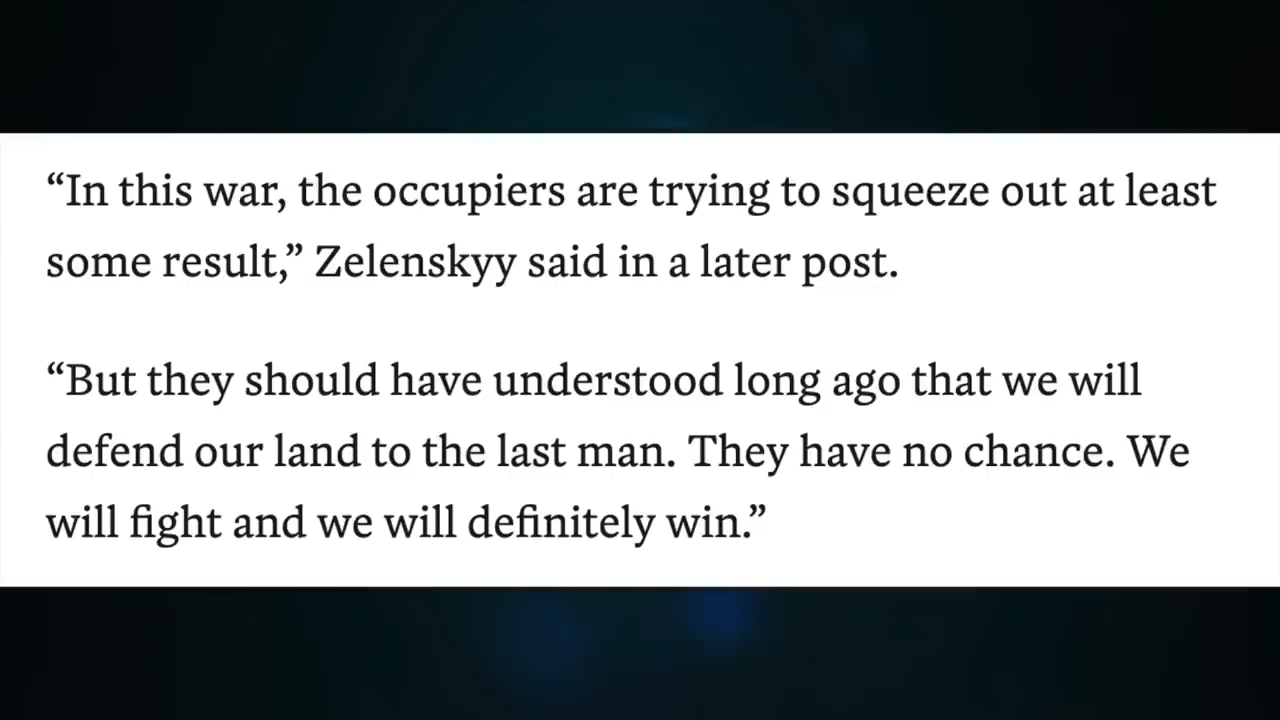 “In this war, the occupiers are trying to squeeze out at least
some result,” Zelenskyy said in a later post.
“But they should have understood long ago that we will
defend our land to the last man. They have no chance. We
will fight and we will definitely win.”